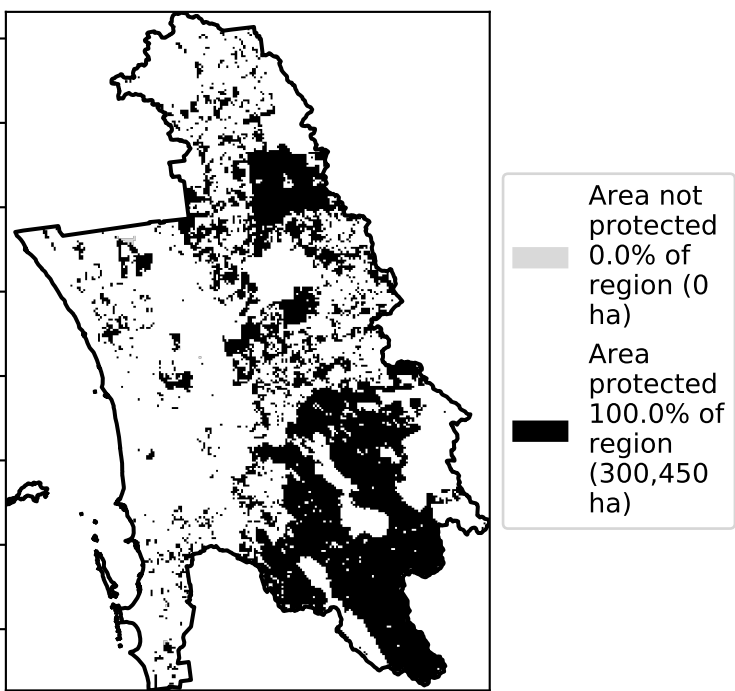 Area not
protected
0.0% of
region (0
ha)
Area
protected
100.0% of
region
(300,450
ha)